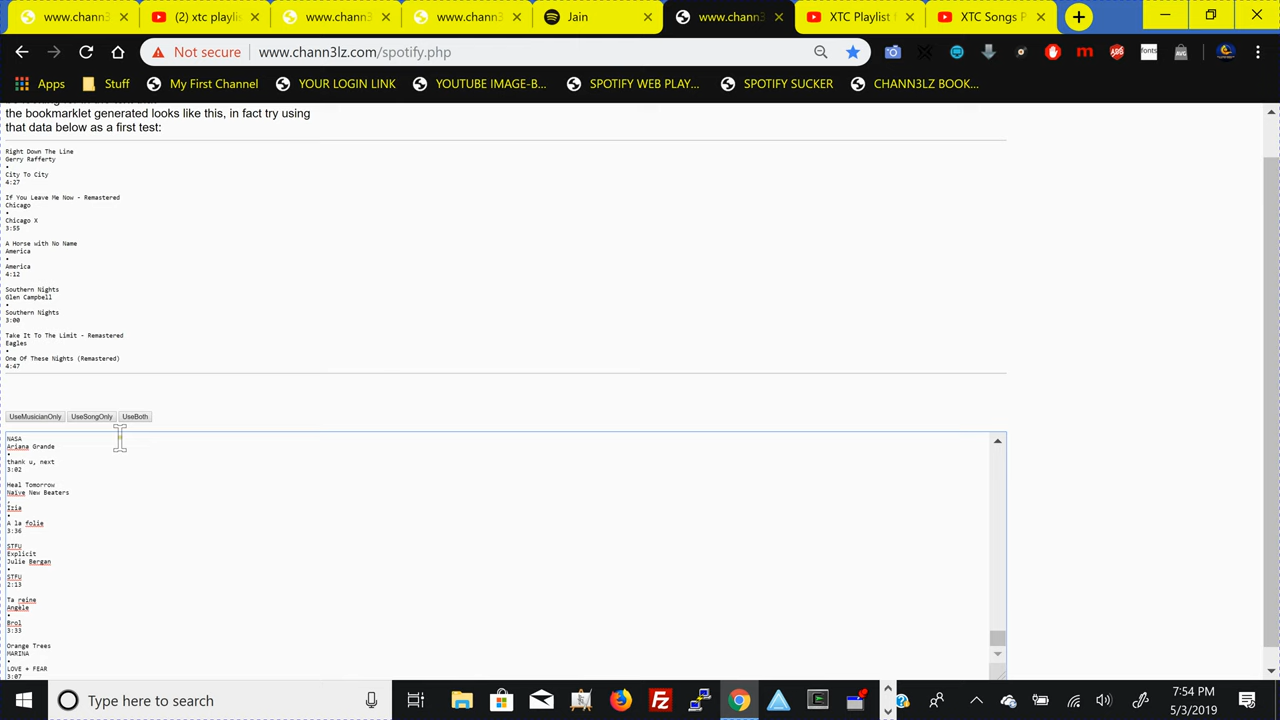 www.chann3
(2) xtc playlis
www.chann3
www.chann3
Jain
www.chann3
XTC Playlist
XTC Songs P
Not secure
www.chann3lz.com/spotify.php
Apps
Stuff
My First Channel
YOUR LOGIN LINK
YOUTUBE IMAGE-B...
SPOTIFY WEB PLAY...
SPOTIFY SUCKER
CHANN3LZ BOOK...
the bookmarklet generated looks like this, in fact try using
that data below as a first test:
Right Down The Line
Gerry Rafferty
•
City To City
4:27
If You Leave Me Now - Remastered
Chicago
•
Chicago X
3:55
A Horse with No Name
America
•
America
4:12
Southern Nights
Glen Campbell
•
Southern Nights
3:00
Take It To The Limit - Remastered
Eagles
•
One Of These Nights (Remastered)
4:47
UseMusicianOnly
UseSongOnly
UseBoth
NASA
Ariana Grande
•
thank u, next
3:02
Heal Tomorrow
Naive New Beaters
,
Izia
•
A la folie
3:36
STFU
Explicit
Julie Bergan
•
STFU
2:13
Ta reine
Angèle
•
Brol
3:33
Orange Trees
MARINA
•
LOVE + FEAR
3:07
Type here to search
7:54 PM
5/3/2019